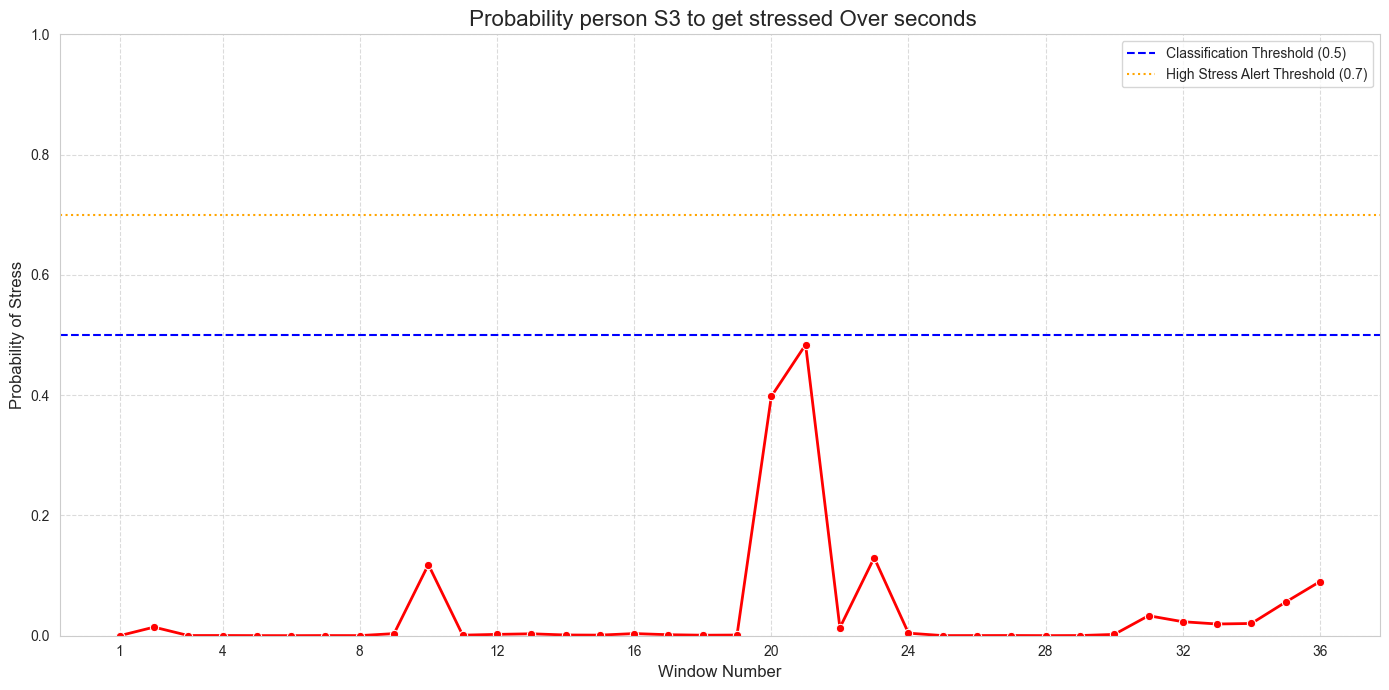 Probability person S3 to get stressed Over seconds
Classification Threshold (0.5)
High Stress Alert Threshold (0.7)
Probability of Stress
1.0
0.8
0.6
0.4
0.2
0.0
1 4 8 12 16 20 24 28 32 36
Window Number